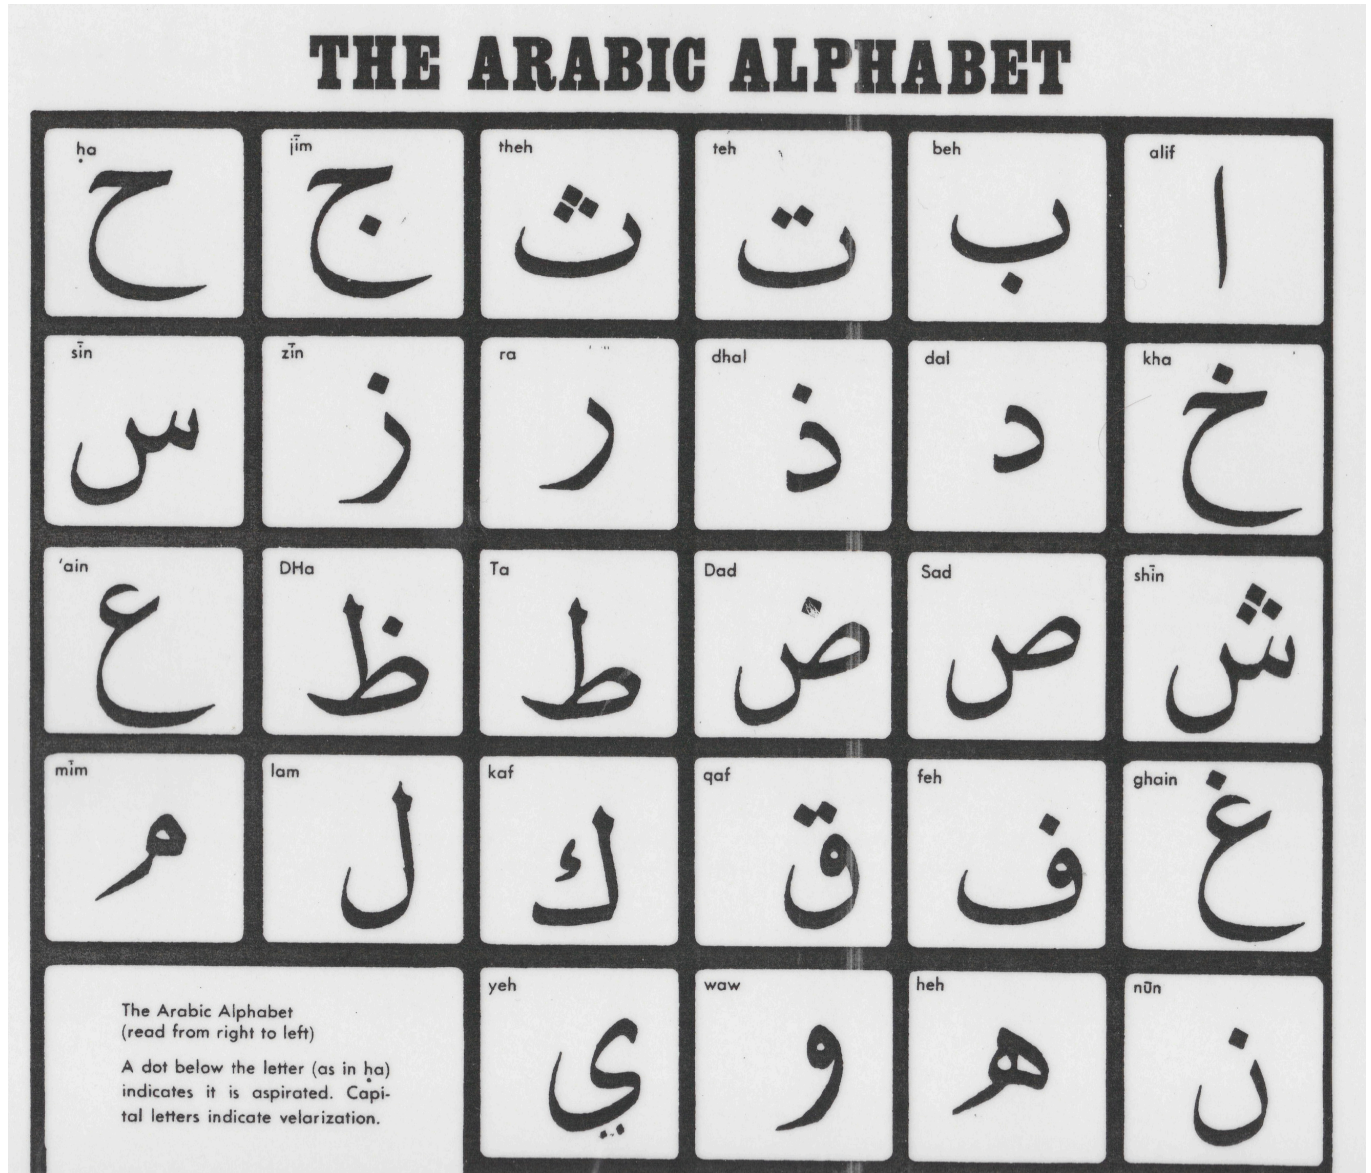 THE ARABIC ALPHABET
alif
ا
beh
ب
teh
ت
theh
ث
jīm
ج
ḥa
ح
kha
خ
dal
د
dhal
ذ
ra
ر
zīn
ز
sīn
س
shīn
ش
Sad
ص
Dad
ض
Ta
ط
DHa
ظ
‘ain
ع
ghain
غ
feh
ف
qaf
ق
kaf
ك
lam
ل
mīm
م
nūn
ن
heh
ه
waw
و
yeh
ي
The Arabic Alphabet
(read from right to left)
A dot below the letter (as in ḥa)
indicates it is aspirated. Capi-
tal letters indicate velarization.